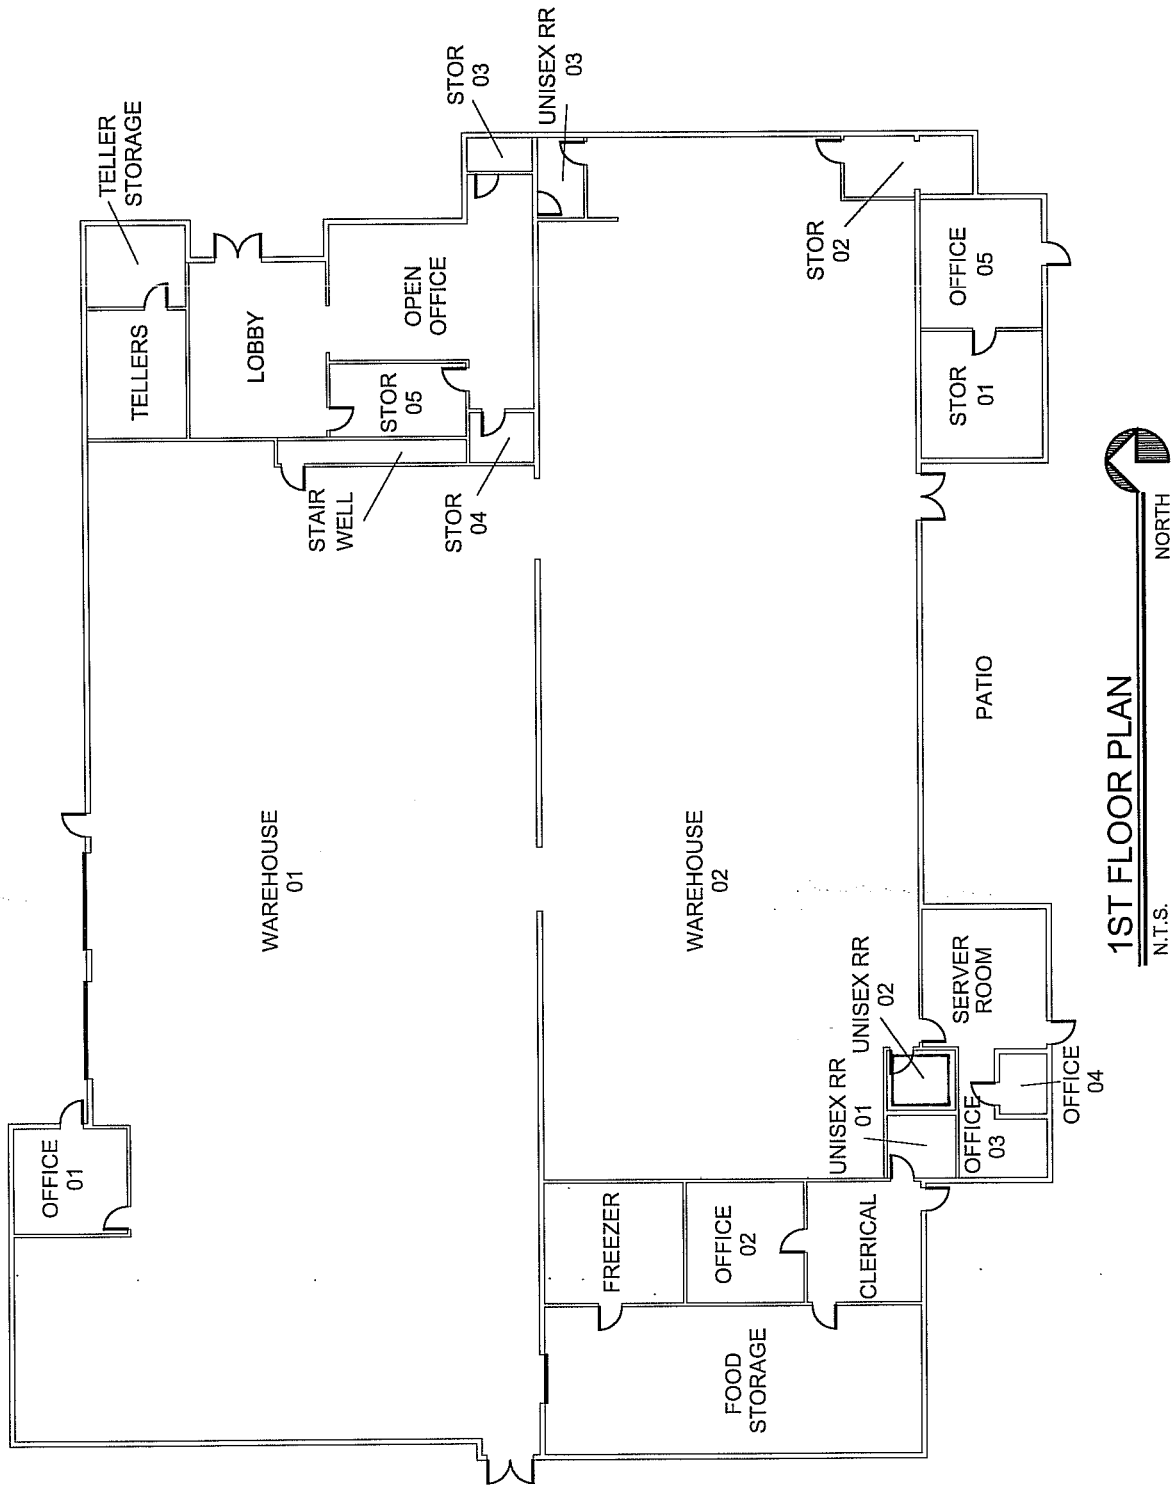 TELLER
STORAGE
STOR
03
UNISEX RR
03
TELLERS
LOBBY
OPEN
OFFICE
STOR
05
STOR
02
OFFICE
05
STOR
01
STAIR
WELL
STOR
04
WAREHOUSE
01
WAREHOUSE
02
PATIO
UNISEX RR
02
SERVER
ROOM
UNISEX RR
01
OFFICE
03
OFFICE
04
OFFICE
01
FREEZER
OFFICE
02
CLERICAL
FOOD
STORAGE
1ST FLOOR PLAN
N.T.S.
NORTH